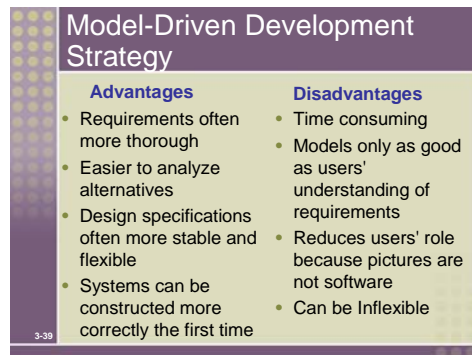 Model-Driven Development
Strategy
Advantages
• Requirements often
more thorough
• Easier to analyze
alternatives
• Design specifications
often more stable and
flexible
• Systems can be
constructed more
correctly the first time
Disadvantages
• Time consuming
• Models only as good
as users'
understanding of
requirements
• Reduces users' role
because pictures are
not software
• Can be Inflexible
3-39